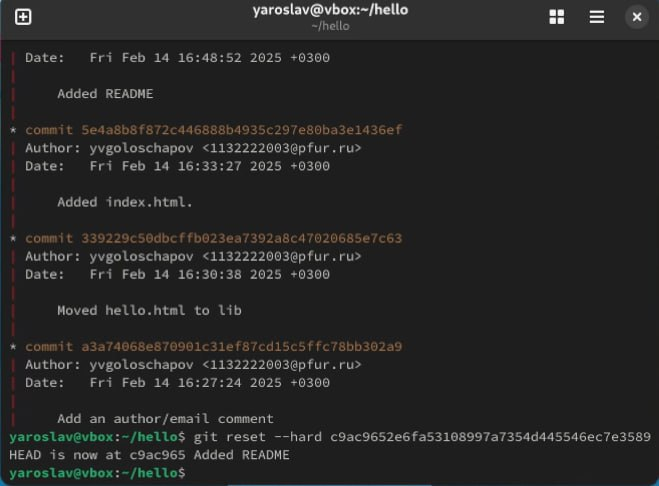 yaroslav@vbox:~/hello
~/hello
| Date:   Fri Feb 14 16:48:52 2025 +0300
|
|     Added README
|
* commit 5e4a8b8f872c446888b4935c297e80ba3e1436ef
| Author: yvgoloschapov <1132222003@pfur.ru>
| Date:   Fri Feb 14 16:33:27 2025 +0300
|
|     Added index.html.
|
* commit 339229c50dbcffb023ea7392a8c47020685e7c63
| Author: yvgoloschapov <1132222003@pfur.ru>
| Date:   Fri Feb 14 16:30:38 2025 +0300
|
|     Moved hello.html to lib
|
* commit a3a74068e870901c31ef87cd15c5ffc78bb302a9
| Author: yvgoloschapov <1132222003@pfur.ru>
| Date:   Fri Feb 14 16:27:24 2025 +0300
|
|     Add an author/email comment
yaroslav@vbox:~/hello$ git reset --hard c9ac9652e6fa53108997a7354d445546ec7e3589
HEAD is now at c9ac965 Added README
yaroslav@vbox:~/hello$